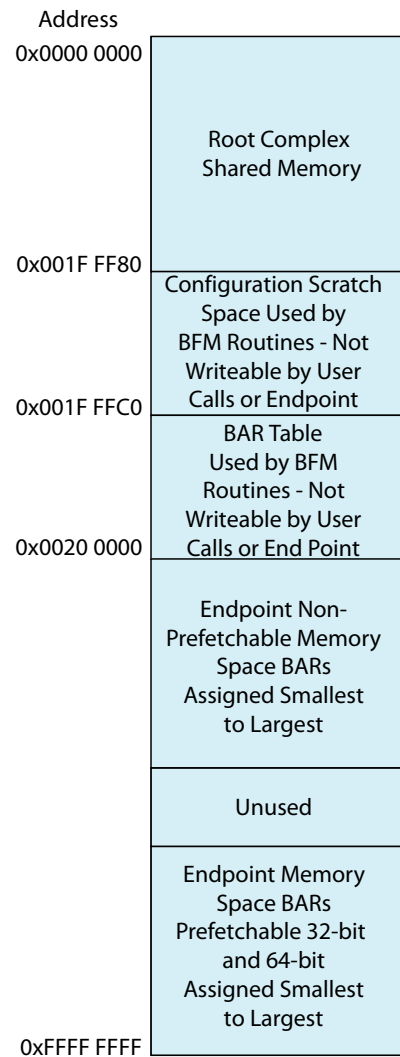 Address
0x0000 0000
Root Complex
Shared Memory
0x001F FF80
Configuration Scratch
Space Used by
BFM Routines - Not
Writeable by User
Calls or Endpoint
0x001F FFC0
BAR Table
Used by BFM
Routines - Not
Writeable by User
Calls or End Point
0x0020 0000
Endpoint Non-
Prefetchable Memory
Space BARs
Assigned Smallest
to Largest
Unused
Endpoint Memory
Space BARs
Prefetchable 32-bit
and 64-bit
Assigned Smallest
to Largest
0xFFFF FFFF